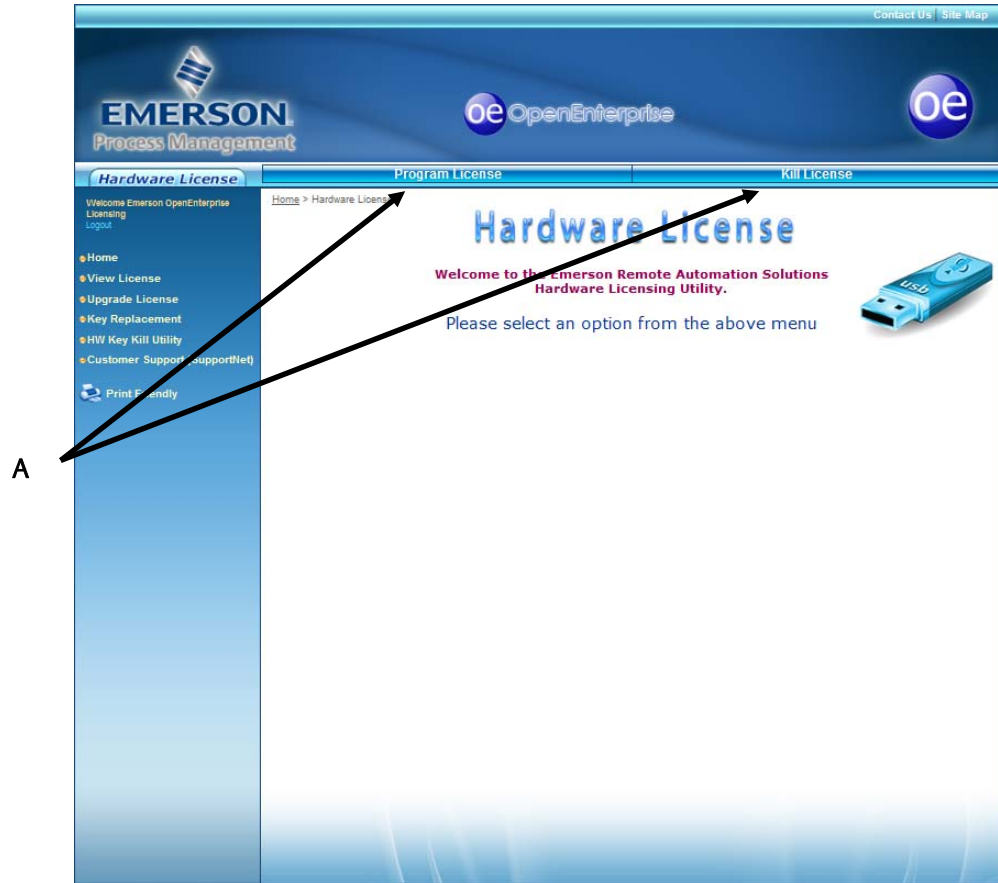 Contact Us | Site Map
EMERSON.
Process Management
oe OpenEnterprise
oe
Hardware License
Program License
Kill License
Welcome Emerson OpenEnterprise
Licensing
Logout
Home > Hardware License
Hardware License
Welcome to the Emerson Remote Automation Solutions
Hardware Licensing Utility.
Please select an option from the above menu
usb
Home
View License
Upgrade License
Key Replacement
HW Key Kill Utility
Customer Support (SupportNet)
Print Friendly
A